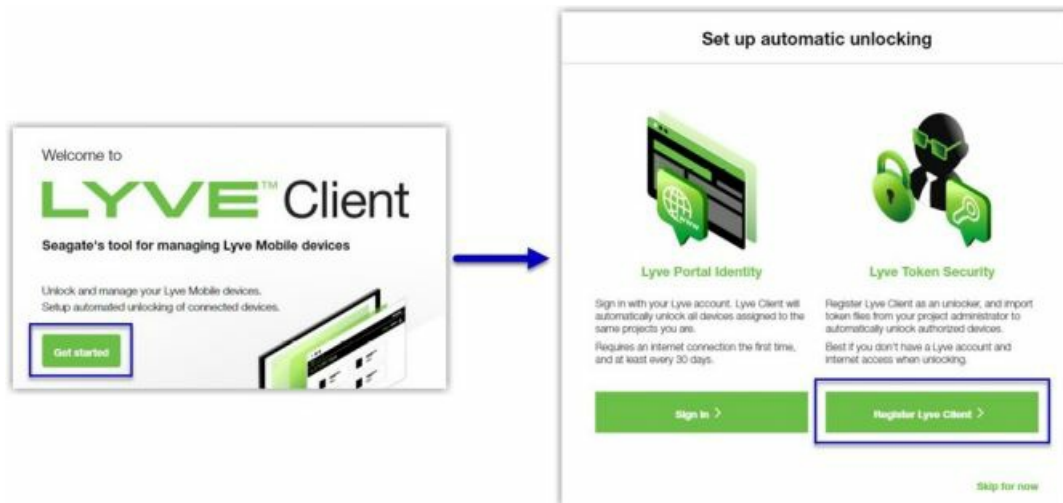 Welcome to
LYVE™ Client
Seagate's tool for managing Lyve Mobile devices
Unlock and manage your Lyve Mobile devices.
Setup automated unlocking of connected devices.
Get started
Set up automatic unlocking
www
Lyve Portal Identity
Sign in with your Lyve account. Lyve Client will
automatically unlock all devices assigned to the
same projects you are.
Requires an internet connection the first time,
and at least every 30 days.
Sign In >
Lyve Token Security
Register Lyve Client as an unlocker, and import
token files from your project administrator to
automatically unlock authorized devices.
Best if you don't have a Lyve account and
internet access when unlocking.
Register Lyve Client >
Skip for now